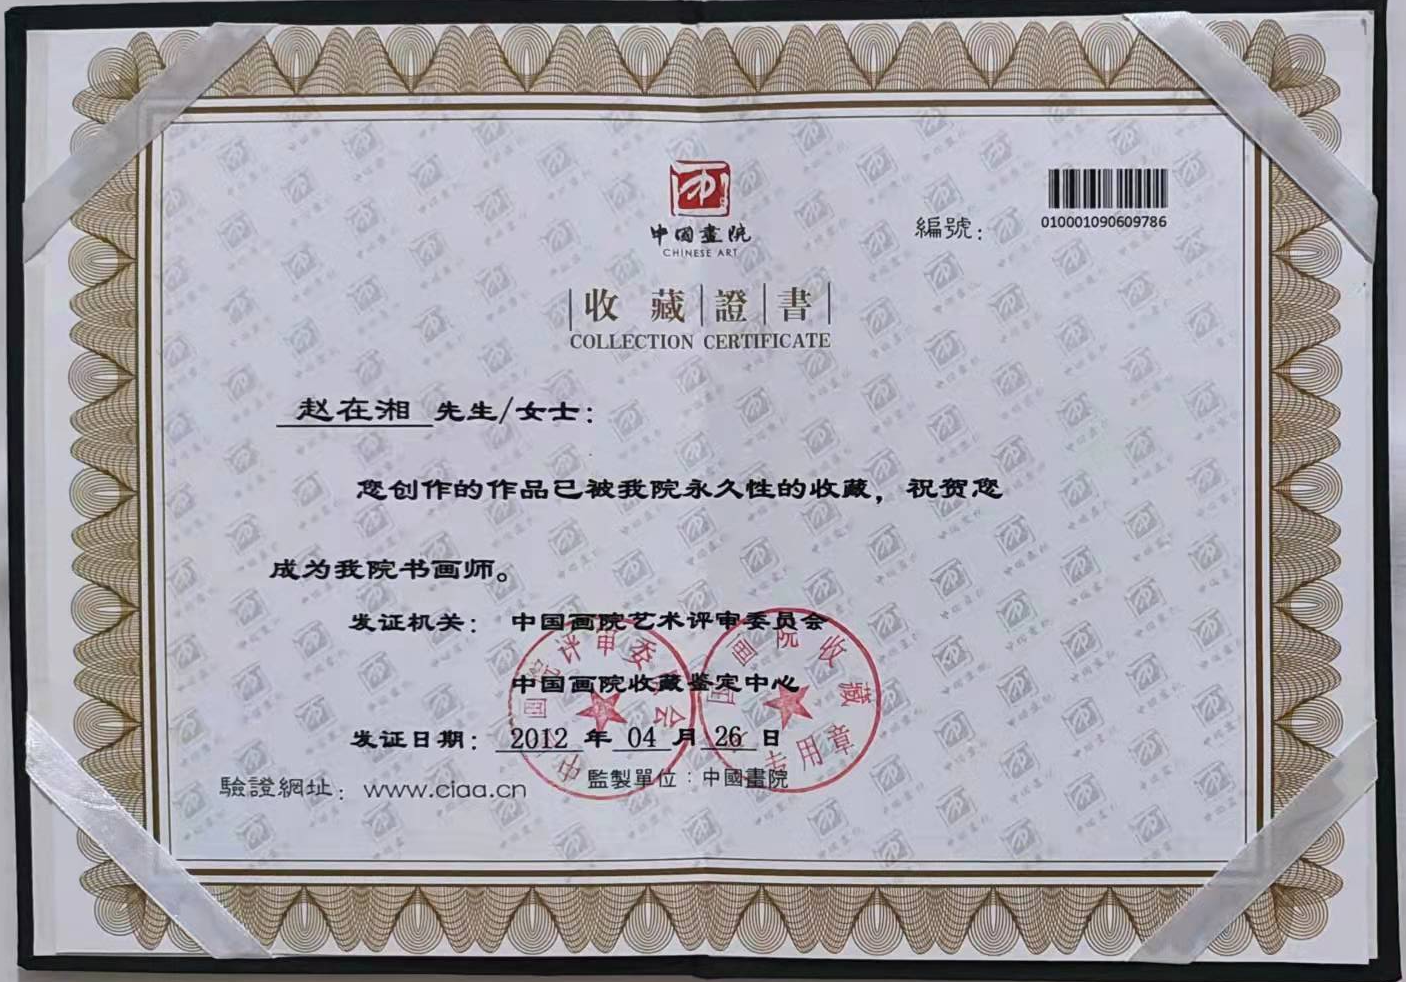 中國畫院
CHINESE ART
編號：
010001090609786
收藏證書
COLLECTION CERTIFICATE
赵在湘 先生/女士：
您创作的作品已被我院永久性的收藏，祝贺您
成为我院书画师。
发证机关：中国画院艺术评审委员会
中国画院收藏鉴定中心
发证日期：2012 年 04 月 26 日
驗證網址：www.ciaa.cn
監製單位：中國畫院